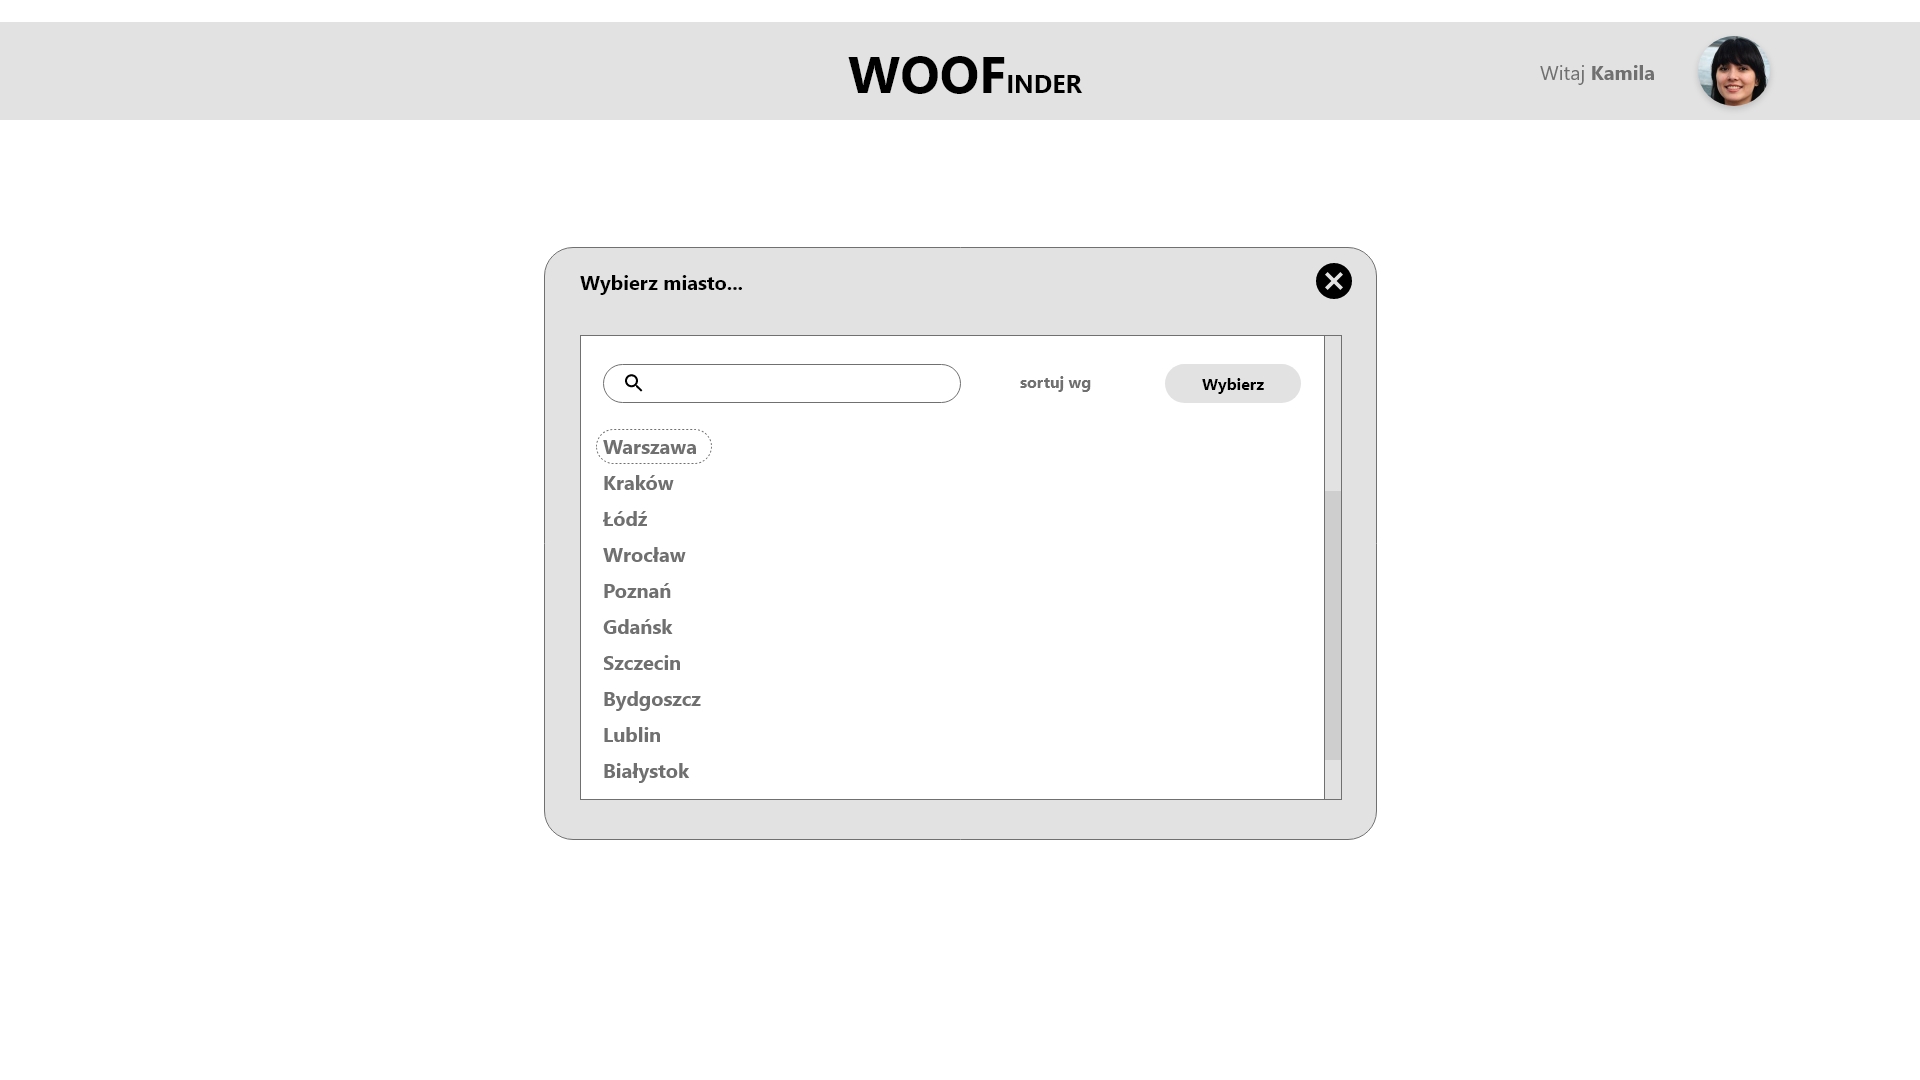 WOOFINDER
Witaj Kamila
Wybierz miasto...
sortuj wg
Wybierz
Warszawa
Kraków
Łódź
Wrocław
Poznań
Gdańsk
Szczecin
Bydgoszcz
Lublin
Białystok